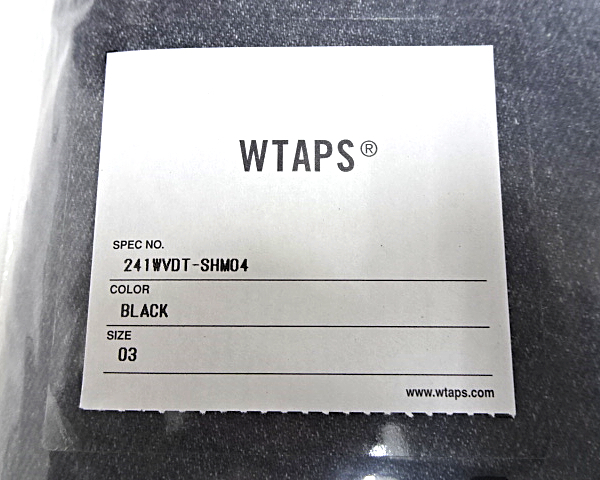 WTAPS®
SPEC NO.
241WVDT-SHM04
COLOR
BLACK
SIZE
03
www.wtaps.com